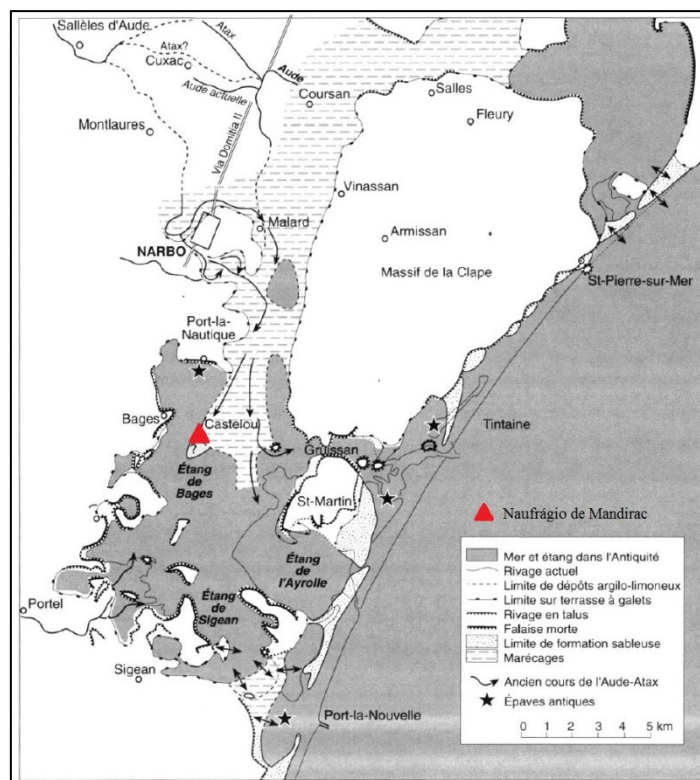 Sallèles d'Aude
Atax
Atax?
Cuxac
Aude
Aude actuelle
Coursan
Salles
Fleury
Montlaures
Via Domitia II
Vinassan
Malard
Armissan
NARBO
Massif de la Clape
St-Pierre-sur-Mer
Port-la-
Nautique
Bages
Castelou
Tintaine
Gruissan
Étang
de
Bages
St-Martin
Naufrágio de Mandirac
Étang
de
l'Ayrolle
Portel
Étang
de
Sigean
Sigean
Port-la-Nouvelle
Mer et étang dans l'Antiquité
Rivage actuel
Limite de dépôts argilo-limoneux
Limite sur terrasse à galets
Rivage en talus
Falaise morte
Limite de formation sableuse
Marécages
Ancien cours de l'Aude-Atax
Épaves antiques
0 1 2 3 4 5 km